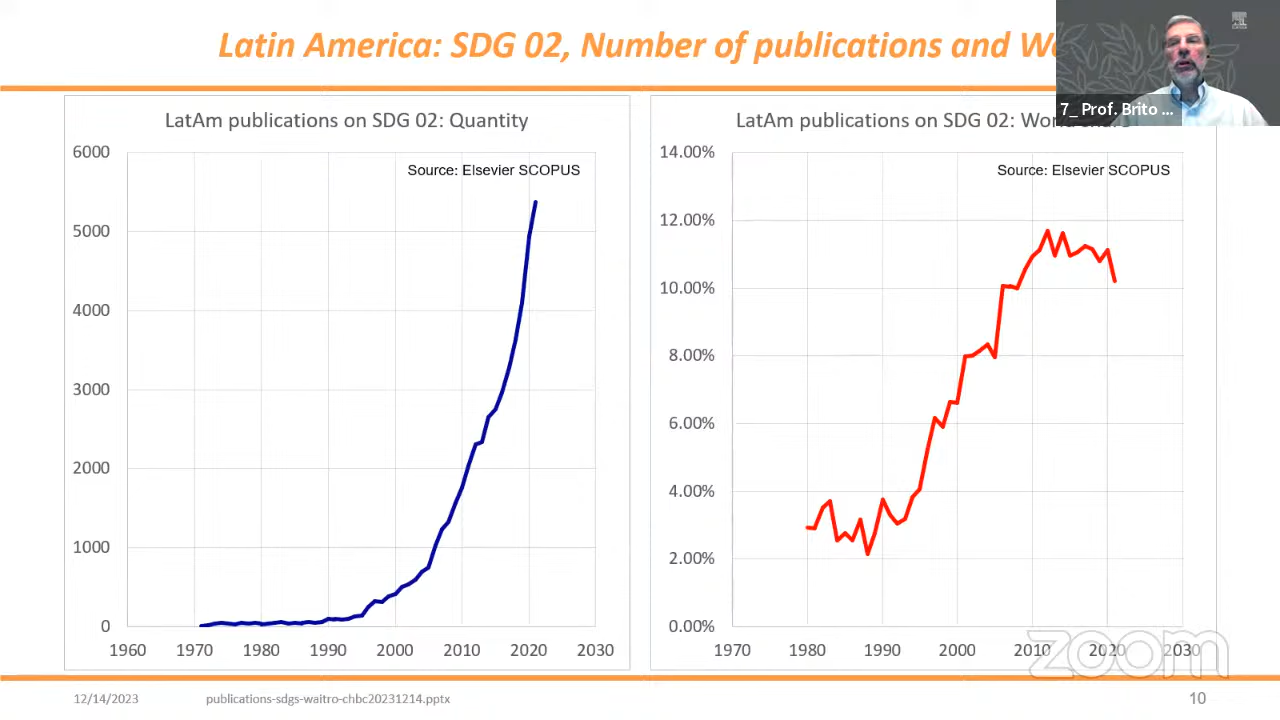 Latin America: SDG 02, Number of publications and
7_ Prof. Brito ...
LatAm publications on SDG 02: Quantity
Source: Elsevier SCOPUS
6000
5000
4000
3000
2000
1000
0
1960 1970 1980 1990 2000 2010 2020 2030
LatAm publications on SDG 02:
Source: Elsevier SCOPUS
14.00%
12.00%
10.00%
8.00%
6.00%
4.00%
2.00%
0.00%
1970 1980 1990 2000 2010 2020 2030
zoom
12/14/2023 publications-sdgs-waitro-chbc20231214.pptx 10